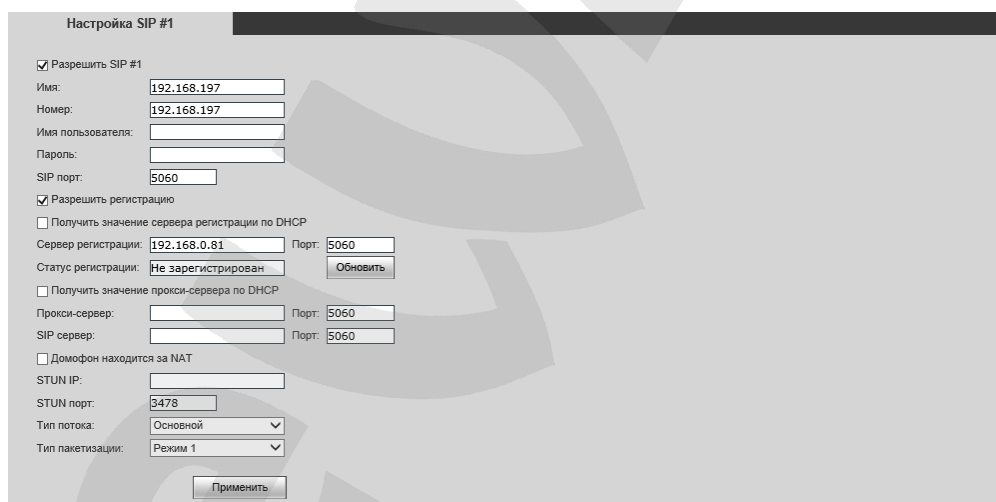 Настройка SIP #1
Разрешить SIP #1
Имя: 192.168.197
Номер: 192.168.197
Имя пользователя:
Пароль:
SIP порт: 5060
Разрешить регистрацию
Получить значение сервера регистрации по DHCP
Сервер регистрации: 192.168.0.81 Порт: 5060
Статус регистрации: Не зарегистрирован Обновить
Получить значение прокси-сервера по DHCP
Прокси-сервер: Порт: 5060
SIP сервер: Порт: 5060
Домофон находится за NAT
STUN IP:
STUN порт: 3478
Тип потока: Основной
Тип пакетизации: Режим 1
Применить